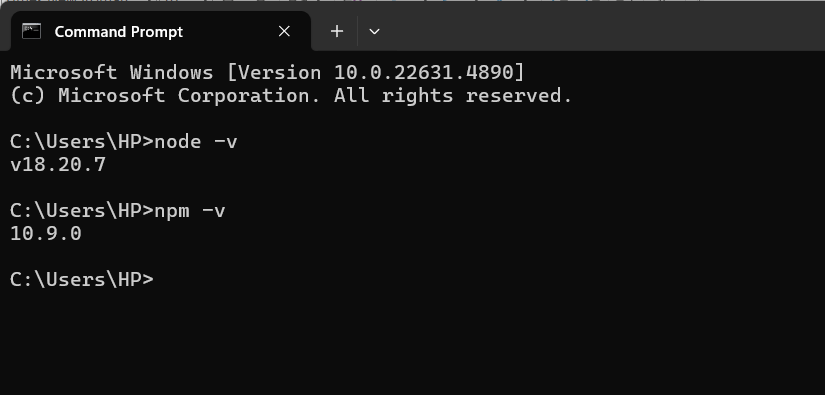 Command Prompt
Microsoft Windows [Version 10.0.22631.4890]
(c) Microsoft Corporation. All rights reserved.
C:\Users\HP>node -v
v18.20.7
C:\Users\HP>npm -v
10.9.0
C:\Users\HP>